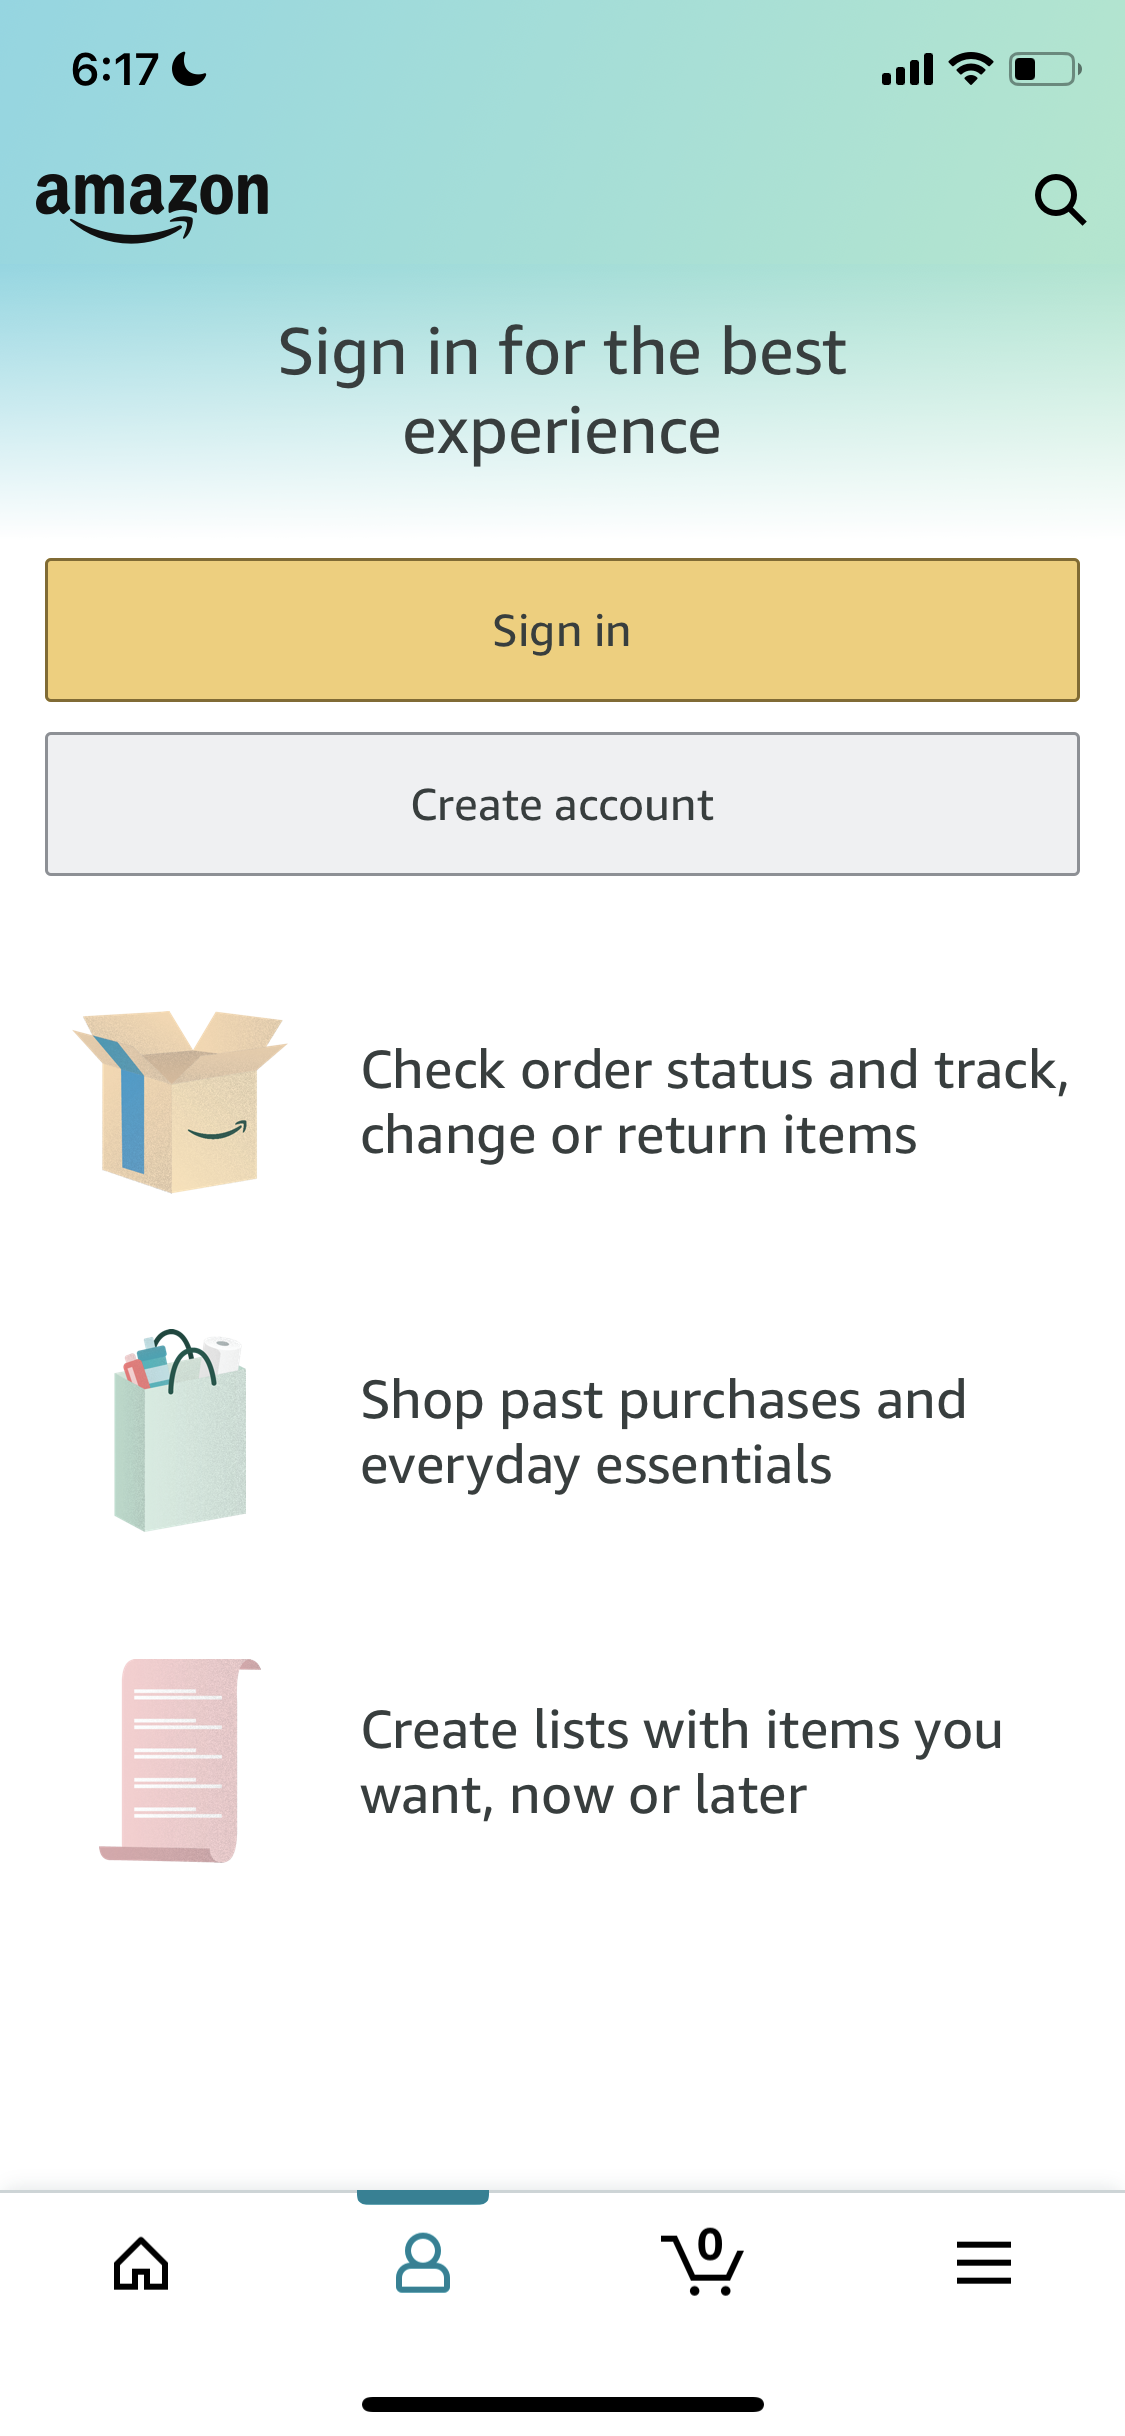 6:17
amazon
Sign in for the best
experience
Sign in
Create account
Check order status and track,
change or return items
Shop past purchases and
everyday essentials
Create lists with items you
want, now or later
0